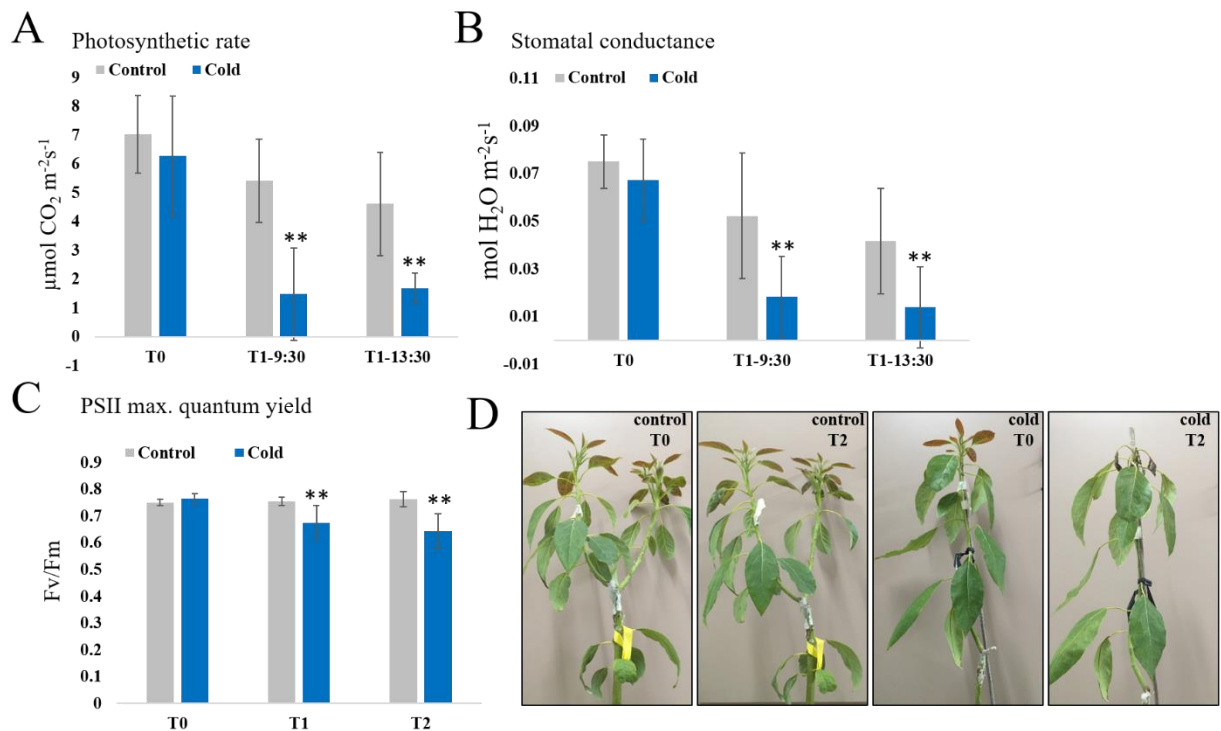 A
Photosynthetic rate
Control
Cold
µmol CO₂ m⁻²s⁻¹
9
8
7
6
5
4
3
2
1
0
-1
T0
T1-9:30
T1-13:30
**
**
B
Stomatal conductance
Control
Cold
mol H₂O m⁻²s⁻¹
0.11
0.09
0.07
0.05
0.03
0.01
-0.01
T0
T1-9:30
T1-13:30
**
**
C
PSII max. quantum yield
Control
Cold
Fv/Fm
0.9
0.8
0.7
0.6
0.5
0.4
0.3
0.2
0.1
0
T0
T1
T2
**
**
D
control
T0
control
T2
cold
T0
cold
T2